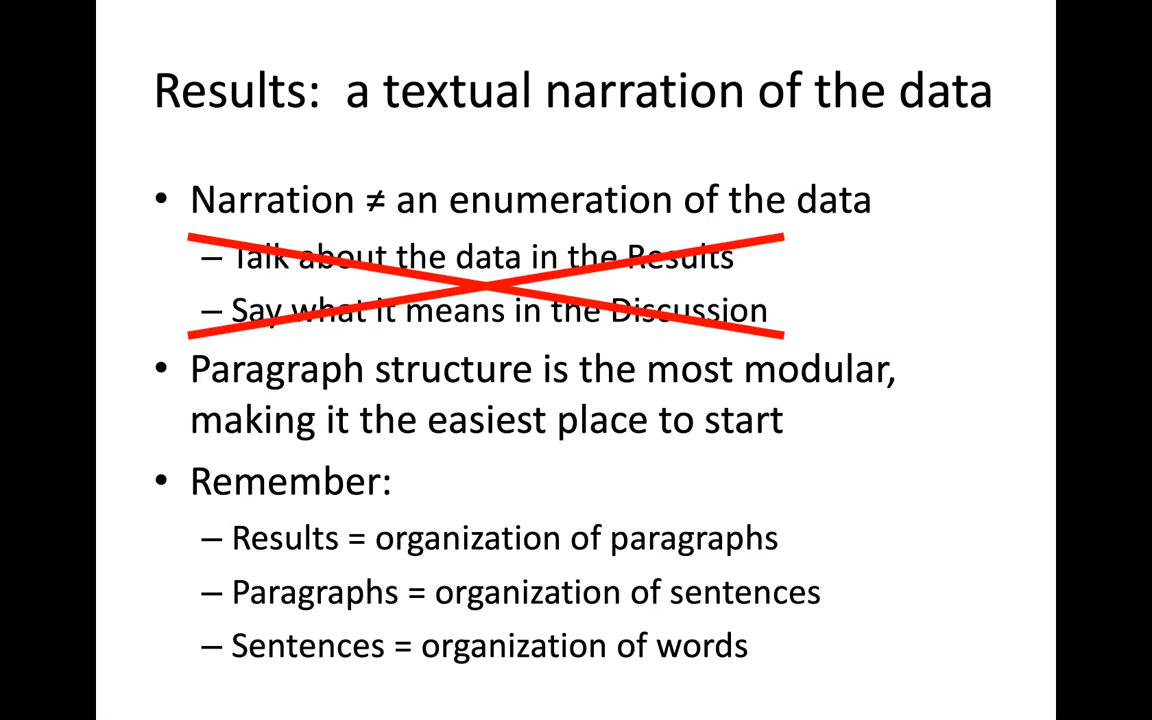 Results: a textual narration of the data
• Narration ≠ an enumeration of the data
– Talk about the data in the Results
– Say what it means in the Discussion
• Paragraph structure is the most modular,
making it the easiest place to start
• Remember:
– Results = organization of paragraphs
– Paragraphs = organization of sentences
– Sentences = organization of words